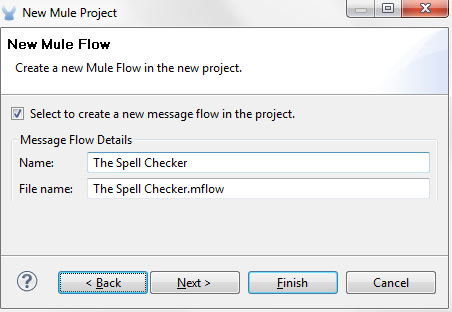 New Mule Project
New Mule Flow
Create a new Mule Flow in the new project.
Select to create a new message flow in the project.
Message Flow Details
Name: The Spell Checker
File name: The Spell Checker.mflow
? < Back Next > Finish Cancel